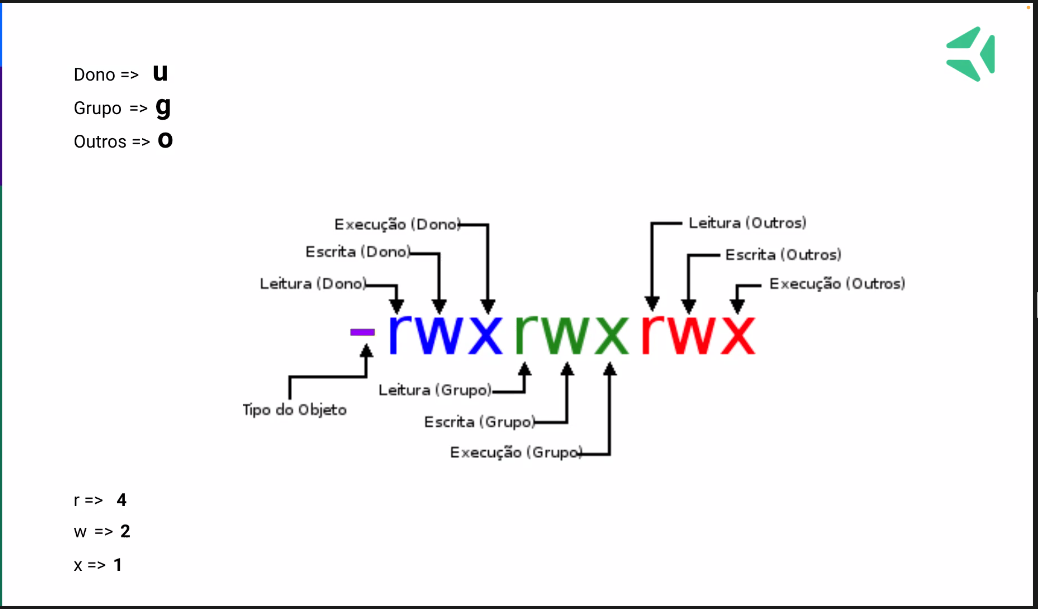 Dono => u
Grupo => g
Outros => o
Execução (Dono)
Leitura (Outros)
Escrita (Dono)
Escrita (Outros)
Leitura (Dono)
Execução (Outros)
-rwxrwxrwx
Leitura (Grupo)
Tipo do Objeto
Escrita (Grupo)
Execução (Grupo)
r => 4
w => 2
x => 1